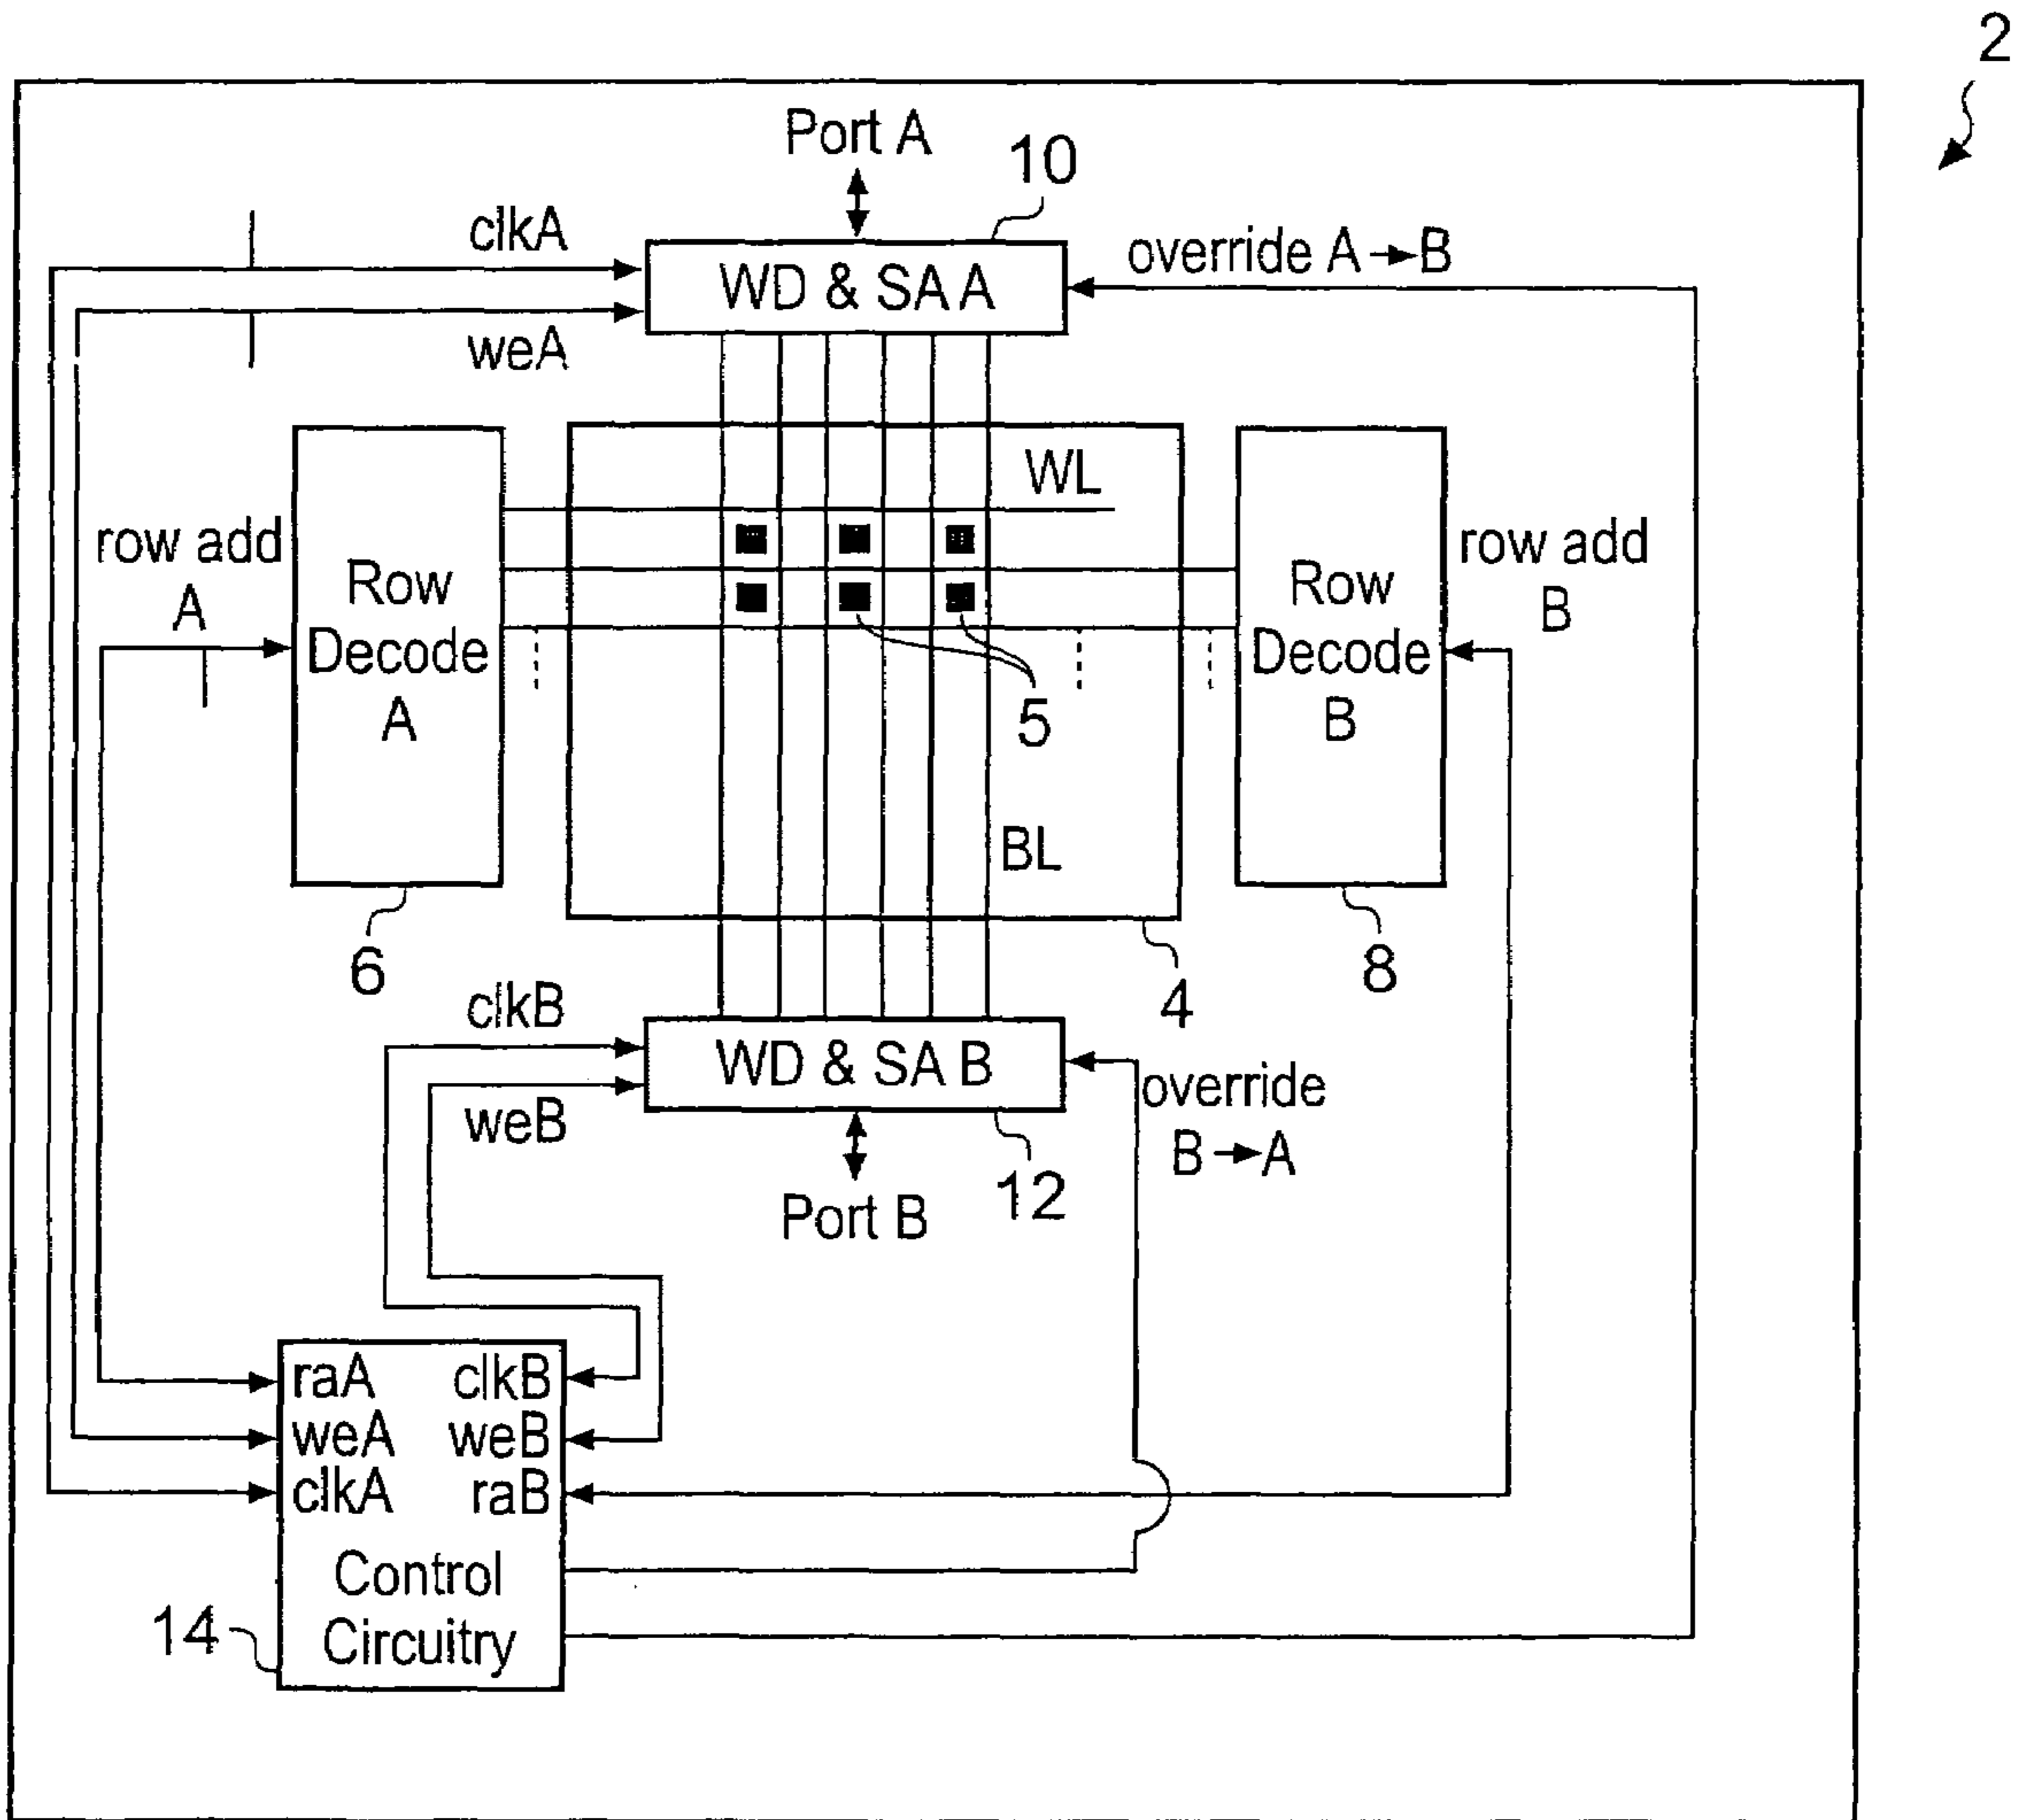 2
Port A
10
clkA
WD & SA A
override A→B
weA
WL
row add
A
Row
Decode
A
Row
Decode
B
row add
B
5
BL
6
8
4
clkB
WD & SA B
override
B→A
weB
12
Port B
raA clkB
weA weB
clkA raB
Control
Circuitry
14